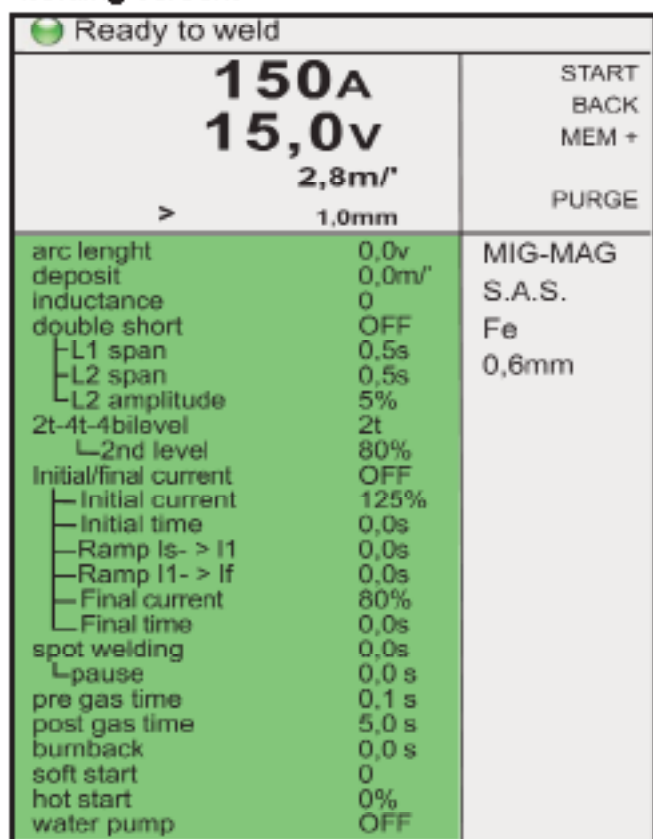 Ready to weld
150A
15,0v
2,8m/'
> 1,0mm
START
BACK
MEM +
PURGE
arc lenght 0,0v
deposit 0,0m/'
inductance 0
double short OFF
L1 span 0,5s
L2 span 0,5s
L2 amplitude 5%
2t-4t-4bilevel 2t
2nd level 80%
Initial/final current OFF
Initial current 125%
Initial time 0,0s
Ramp Is- > I1 0,0s
Ramp I1- > If 0,0s
Final current 80%
Final time 0,0s
spot welding 0,0s
pause 0,0 s
pre gas time 0,1 s
post gas time 5,0 s
burnback 0,0 s
soft start 0
hot start 0%
water pump OFF
MIG-MAG
S.A.S.
Fe
0,6mm